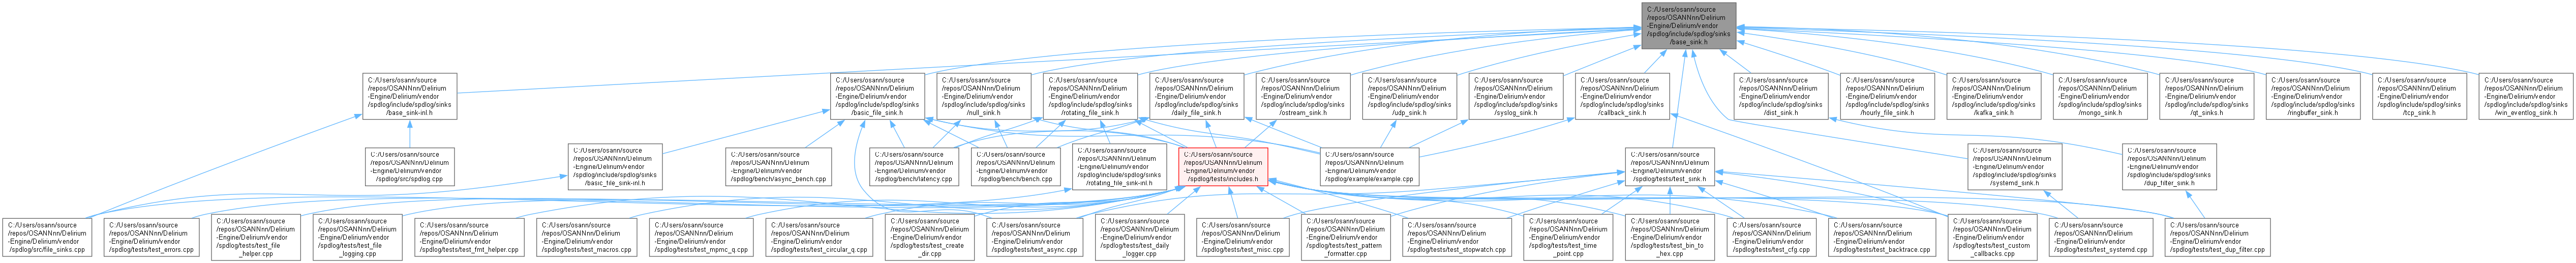 C:/Users/osann/source
/repos/OSANNnn/Delirium
-Engine/Delirium/vendor
/spdlog/include/spdlog/sinks
/base_sink.h
C:/Users/osann/source
/repos/OSANNnn/Delirium
-Engine/Delirium/vendor
/spdlog/include/spdlog/sinks
/base_sink-inl.h
C:/Users/osann/source
/repos/OSANNnn/Delirium
-Engine/Delirium/vendor
/spdlog/include/spdlog/sinks
/basic_file_sink.h
C:/Users/osann/source
/repos/OSANNnn/Delirium
-Engine/Delirium/vendor
/spdlog/include/spdlog/sinks
/null_sink.h
C:/Users/osann/source
/repos/OSANNnn/Delirium
-Engine/Delirium/vendor
/spdlog/include/spdlog/sinks
/rotating_file_sink.h
C:/Users/osann/source
/repos/OSANNnn/Delirium
-Engine/Delirium/vendor
/spdlog/include/spdlog/sinks
/daily_file_sink.h
C:/Users/osann/source
/repos/OSANNnn/Delirium
-Engine/Delirium/vendor
/spdlog/include/spdlog/sinks
/ostream_sink.h
C:/Users/osann/source
/repos/OSANNnn/Delirium
-Engine/Delirium/vendor
/spdlog/include/spdlog/sinks
/udp_sink.h
C:/Users/osann/source
/repos/OSANNnn/Delirium
-Engine/Delirium/vendor
/spdlog/include/spdlog/sinks
/syslog_sink.h
C:/Users/osann/source
/repos/OSANNnn/Delirium
-Engine/Delirium/vendor
/spdlog/include/spdlog/sinks
/callback_sink.h
C:/Users/osann/source
/repos/OSANNnn/Delirium
-Engine/Delirium/vendor
/spdlog/include/spdlog/sinks
/dist_sink.h
C:/Users/osann/source
/repos/OSANNnn/Delirium
-Engine/Delirium/vendor
/spdlog/include/spdlog/sinks
/hourly_file_sink.h
C:/Users/osann/source
/repos/OSANNnn/Delirium
-Engine/Delirium/vendor
/spdlog/include/spdlog/sinks
/kafka_sink.h
C:/Users/osann/source
/repos/OSANNnn/Delirium
-Engine/Delirium/vendor
/spdlog/include/spdlog/sinks
/mongo_sink.h
C:/Users/osann/source
/repos/OSANNnn/Delirium
-Engine/Delirium/vendor
/spdlog/include/spdlog/sinks
/qt_sinks.h
C:/Users/osann/source
/repos/OSANNnn/Delirium
-Engine/Delirium/vendor
/spdlog/include/spdlog/sinks
/ringbuffer_sink.h
C:/Users/osann/source
/repos/OSANNnn/Delirium
-Engine/Delirium/vendor
/spdlog/include/spdlog/sinks
/tcp_sink.h
C:/Users/osann/source
/repos/OSANNnn/Delirium
-Engine/Delirium/vendor
/spdlog/include/spdlog/sinks
/win_eventlog_sink.h
C:/Users/osann/source
/repos/OSANNnn/Delirium
-Engine/Delirium/vendor
/spdlog/src/spdlog.cpp
C:/Users/osann/source
/repos/OSANNnn/Delirium
-Engine/Delirium/vendor
/spdlog/include/spdlog/sinks
/basic_file_sink-inl.h
C:/Users/osann/source
/repos/OSANNnn/Delirium
-Engine/Delirium/vendor
/spdlog/bench/async_bench.cpp
C:/Users/osann/source
/repos/OSANNnn/Delirium
-Engine/Delirium/vendor
/spdlog/bench/latency.cpp
C:/Users/osann/source
/repos/OSANNnn/Delirium
-Engine/Delirium/vendor
/spdlog/bench/bench.cpp
C:/Users/osann/source
/repos/OSANNnn/Delirium
-Engine/Delirium/vendor
/spdlog/include/spdlog/sinks
/rotating_file_sink-inl.h
C:/Users/osann/source
/repos/OSANNnn/Delirium
-Engine/Delirium/vendor
/spdlog/tests/includes.h
C:/Users/osann/source
/repos/OSANNnn/Delirium
-Engine/Delirium/vendor
/spdlog/example/example.cpp
C:/Users/osann/source
/repos/OSANNnn/Delirium
-Engine/Delirium/vendor
/spdlog/tests/test_sink.h
C:/Users/osann/source
/repos/OSANNnn/Delirium
-Engine/Delirium/vendor
/spdlog/include/spdlog/sinks
/systemd_sink.h
C:/Users/osann/source
/repos/OSANNnn/Delirium
-Engine/Delirium/vendor
/spdlog/include/spdlog/sinks
/dup_filter_sink.h
C:/Users/osann/source
/repos/OSANNnn/Delirium
-Engine/Delirium/vendor
/spdlog/src/file_sinks.cpp
C:/Users/osann/source
/repos/OSANNnn/Delirium
-Engine/Delirium/vendor
/spdlog/tests/test_errors.cpp
C:/Users/osann/source
/repos/OSANNnn/Delirium
-Engine/Delirium/vendor
/spdlog/tests/test_file
_helper.cpp
C:/Users/osann/source
/repos/OSANNnn/Delirium
-Engine/Delirium/vendor
/spdlog/tests/test_file
_logging.cpp
C:/Users/osann/source
/repos/OSANNnn/Delirium
-Engine/Delirium/vendor
/spdlog/tests/test_fmt_helper.cpp
C:/Users/osann/source
/repos/OSANNnn/Delirium
-Engine/Delirium/vendor
/spdlog/tests/test_macros.cpp
C:/Users/osann/source
/repos/OSANNnn/Delirium
-Engine/Delirium/vendor
/spdlog/tests/test_mpmc_q.cpp
C:/Users/osann/source
/repos/OSANNnn/Delirium
-Engine/Delirium/vendor
/spdlog/tests/test_circular_q.cpp
C:/Users/osann/source
/repos/OSANNnn/Delirium
-Engine/Delirium/vendor
/spdlog/tests/test_create
_dir.cpp
C:/Users/osann/source
/repos/OSANNnn/Delirium
-Engine/Delirium/vendor
/spdlog/tests/test_async.cpp
C:/Users/osann/source
/repos/OSANNnn/Delirium
-Engine/Delirium/vendor
/spdlog/tests/test_daily
_logger.cpp
C:/Users/osann/source
/repos/OSANNnn/Delirium
-Engine/Delirium/vendor
/spdlog/tests/test_misc.cpp
C:/Users/osann/source
/repos/OSANNnn/Delirium
-Engine/Delirium/vendor
/spdlog/tests/test_pattern
_formatter.cpp
C:/Users/osann/source
/repos/OSANNnn/Delirium
-Engine/Delirium/vendor
/spdlog/tests/test_stopwatch.cpp
C:/Users/osann/source
/repos/OSANNnn/Delirium
-Engine/Delirium/vendor
/spdlog/tests/test_time
_point.cpp
C:/Users/osann/source
/repos/OSANNnn/Delirium
-Engine/Delirium/vendor
/spdlog/tests/test_bin_to
_hex.cpp
C:/Users/osann/source
/repos/OSANNnn/Delirium
-Engine/Delirium/vendor
/spdlog/tests/test_cfg.cpp
C:/Users/osann/source
/repos/OSANNnn/Delirium
-Engine/Delirium/vendor
/spdlog/tests/test_backtrace.cpp
C:/Users/osann/source
/repos/OSANNnn/Delirium
-Engine/Delirium/vendor
/spdlog/tests/test_custom
_callbacks.cpp
C:/Users/osann/source
/repos/OSANNnn/Delirium
-Engine/Delirium/vendor
/spdlog/tests/test_systemd.cpp
C:/Users/osann/source
/repos/OSANNnn/Delirium
-Engine/Delirium/vendor
/spdlog/tests/test_dup_filter.cpp